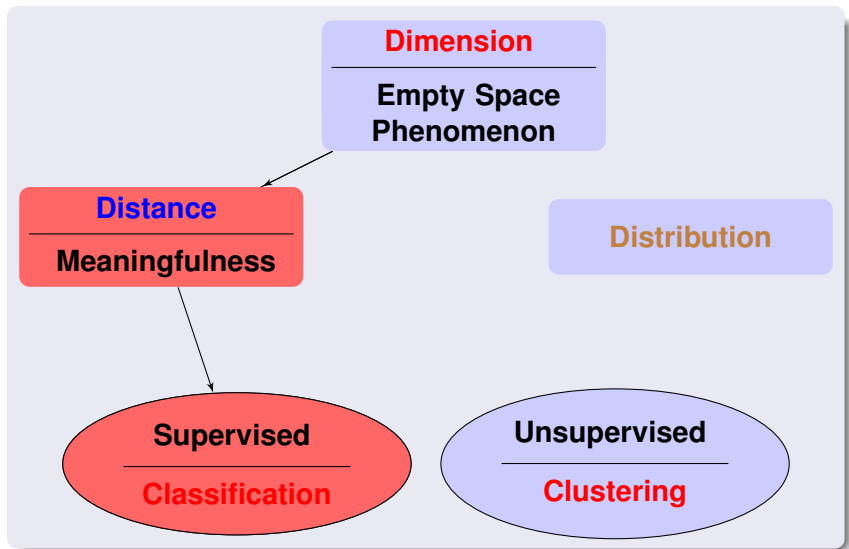 Dimension
Empty Space
Phenomenon
Distance
Meaningfulness
Distribution
Supervised
Classification
Unsupervised
Clustering